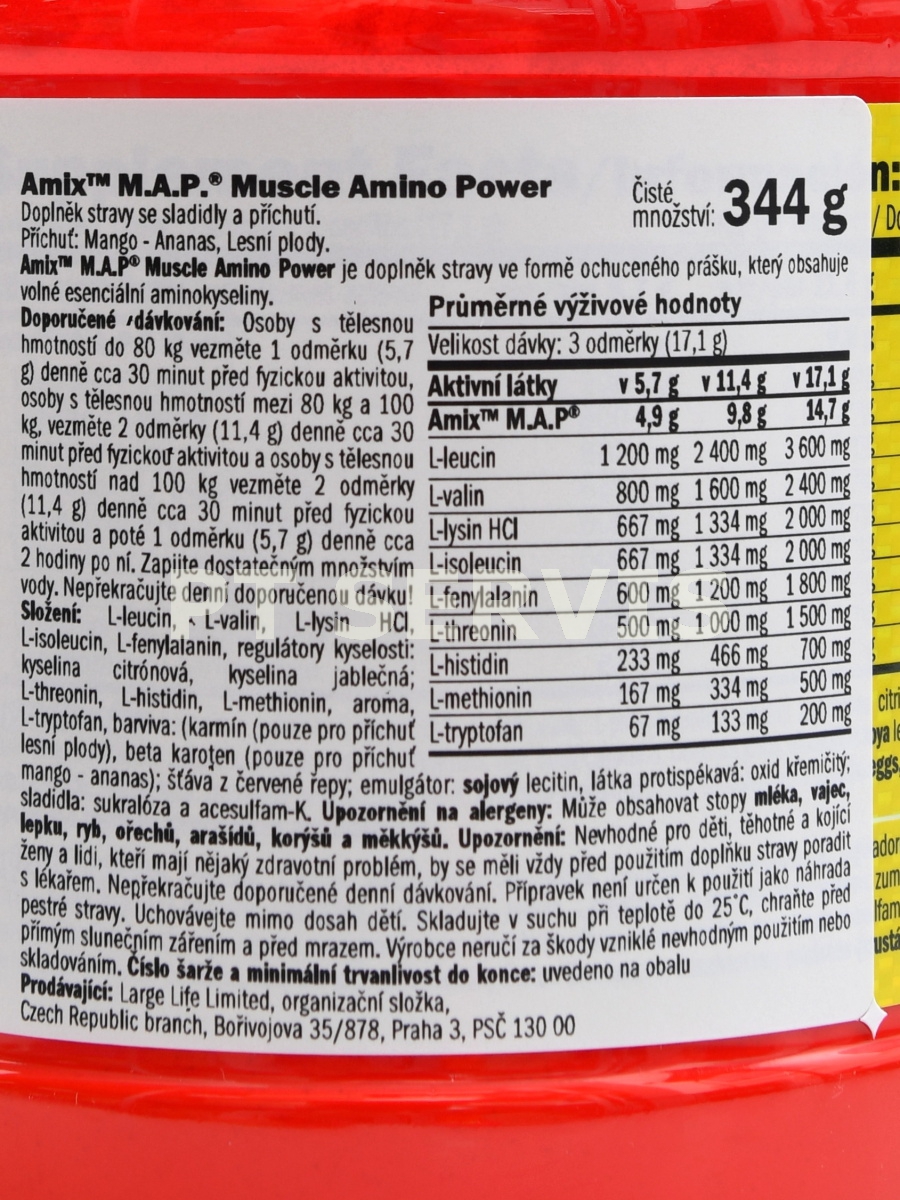 Amix™ M.A.P.® Muscle Amino Power
Čisté
množství: 344 g
Doplněk stravy se sladidly a příchutí.
Příchuť: Mango - Ananas, Lesní plody.
Amix™ M.A.P® Muscle Amino Power je doplněk stravy ve formě ochuceného prášku, který obsahuje
volné esenciální aminokyseliny.
Doporučené dávkování: Osoby s tělesnou
hmotností do 80 kg vezměte 1 odměrku (5,7
g) denně cca 30 minut před fyzickou aktivitou,
osoby s tělesnou hmotností mezi 80 kg a 100
kg, vezměte 2 odměrky (11,4 g) denně cca 30
minut před fyzickou aktivitou a osoby s tělesnou
hmotností nad 100 kg vezměte 2 odměrky
(11,4 g) denně cca 30 minut před fyzickou
aktivitou a poté 1 odměrku (5,7 g) denně cca
2 hodiny po ní. Zapijte dostatečným množstvím
vody. Nepřekračujte denní doporučenou dávku!
Složení: L-leucin, L-valin, L-lysin HCl,
L-isoleucin, L-fenylalanin, regulátory kyselosti:
kyselina citrónová, kyselina jablečná;
L-threonin, L-histidin, L-methionin, aroma,
L-tryptofan, barviva: (karmín (pouze pro příchuť
lesní plody), beta karoten (pouze pro příchuť
mango - ananas); šťáva z červené řepy; emulgátor: sojový lecitin, látka protispékavá: oxid křemičitý;
sladidla: sukralóza a acesulfam-K. Upozornění na alergeny: Může obsahovat stopy mléka, vajec,
lepku, ryb, ořechů, arašídů, korýšů a měkkýšů. Upozornění: Nevhodné pro děti, těhotné a kojící
ženy a lidi, kteří mají nějaký zdravotní problém, by se měli vždy před použitím doplňku stravy poradit
s lékařem. Nepřekračujte doporučené denní dávkování. Přípravek není určen k použití jako náhrada
pestré stravy. Uchovávejte mimo dosah dětí. Skladujte v suchu při teplotě do 25°C, chraňte před
přímým slunečním zářením a před mrazem. Výrobce neručí za škody vzniklé nevhodným použitím nebo
skladováním. Číslo šarže a minimální trvanlivost do konce: uvedeno na obalu
Prodávající: Large Life Limited, organizační složka,
Czech Republic branch, Bořivojova 35/878, Praha 3, PSČ 130 00
Průměrné výživové hodnoty
Velikost dávky: 3 odměrky (17,1 g)
Aktivní látky v 5,7 g v 11,4 g v 17,1 g
Amix™ M.A.P® 4,9 g 9,8 g 14,7 g
L-leucin 1 200 mg 2 400 mg 3 600 mg
L-valin 800 mg 1 600 mg 2 400 mg
L-lysin HCl 667 mg 1 334 mg 2 000 mg
L-isoleucin 667 mg 1 334 mg 2 000 mg
L-fenylalanin 600 mg 1 200 mg 1 800 mg
L-threonin 500 mg 1 000 mg 1 500 mg
L-histidin 233 mg 466 mg 700 mg
L-methionin 167 mg 334 mg 500 mg
L-tryptofan 67 mg 133 mg 200 mg
PT SERVIS